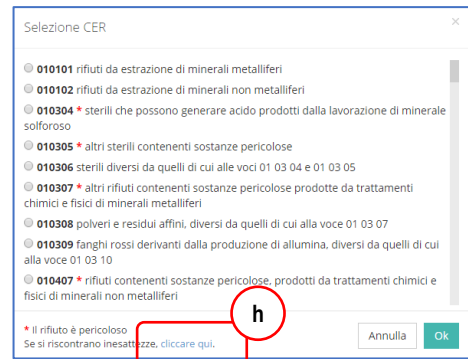 Selezione CER ×
010101 rifiuti da estrazione di minerali metalliferi
010102 rifiuti da estrazione di minerali non metalliferi
010304 * sterili che possono generare acido prodotti dalla lavorazione di minerale
solforoso
010305 * altri sterili contenenti sostanze pericolose
010306 sterili diversi da quelli di cui alle voci 01 03 04 e 01 03 05
010307 * altri rifiuti contenenti sostanze pericolose prodotte da trattamenti
chimici e fisici di minerali metalliferi
010308 polveri e residui affini, diversi da quelli di cui alla voce 01 03 07
010309 fanghi rossi derivanti dalla produzione di allumina, diversi da quelli di cui
alla voce 01 03 10
010407 * rifiuti contenenti sostanze pericolose, prodotti da trattamenti chimici e
fisici di minerali non metalliferi
h
* Il rifiuto è pericoloso
Se si riscontrano inesattezze, cliccare qui.
Annulla Ok